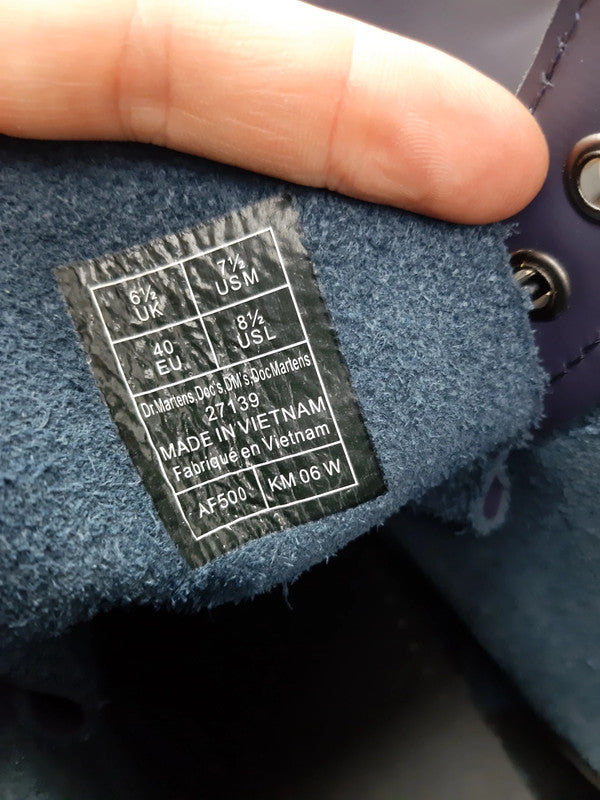 6½ UK
7½ USM
40 EU
8½ USL
Dr.Martens,Doc's,DM's,DocMartens
27139
MADE IN VIETNAM
Fabriqué en Vietnam
AF500
KM 06 W